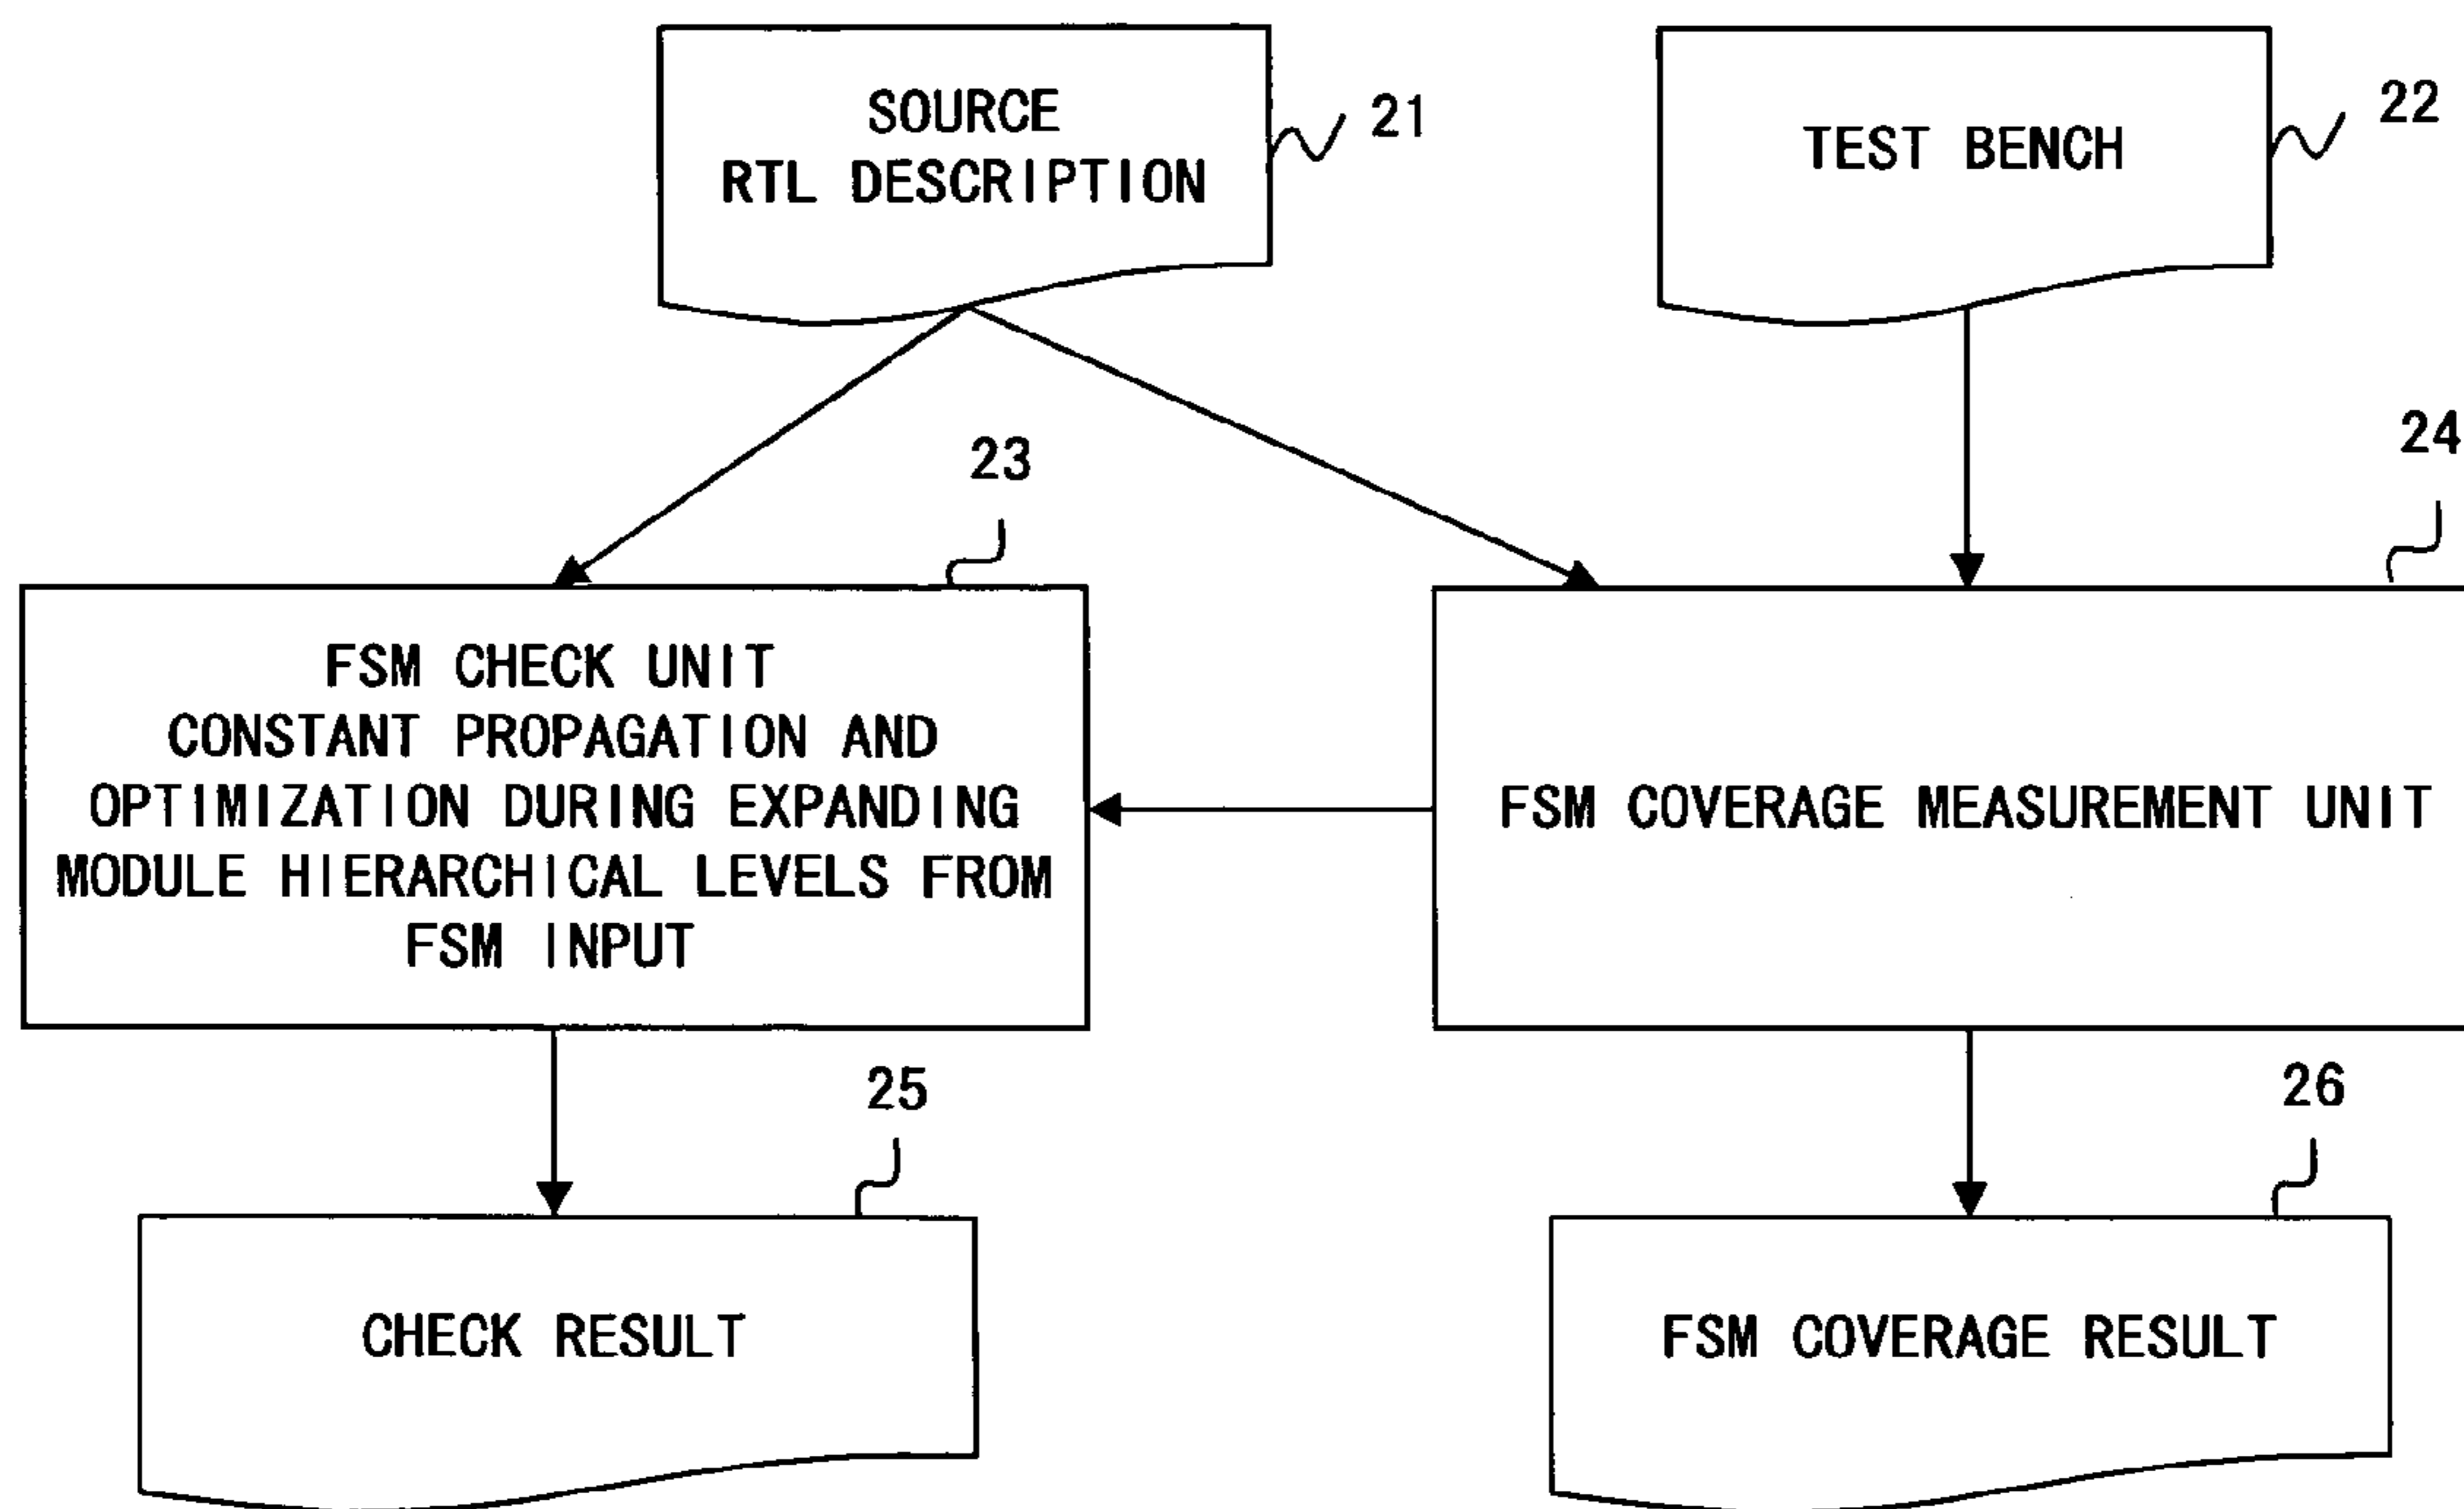 SOURCE
RTL DESCRIPTION
21
TEST BENCH
22
23
24
FSM CHECK UNIT
CONSTANT PROPAGATION AND
OPTIMIZATION DURING EXPANDING
MODULE HIERARCHICAL LEVELS FROM
FSM INPUT
FSM COVERAGE MEASUREMENT UNIT
25
26
CHECK RESULT
FSM COVERAGE RESULT